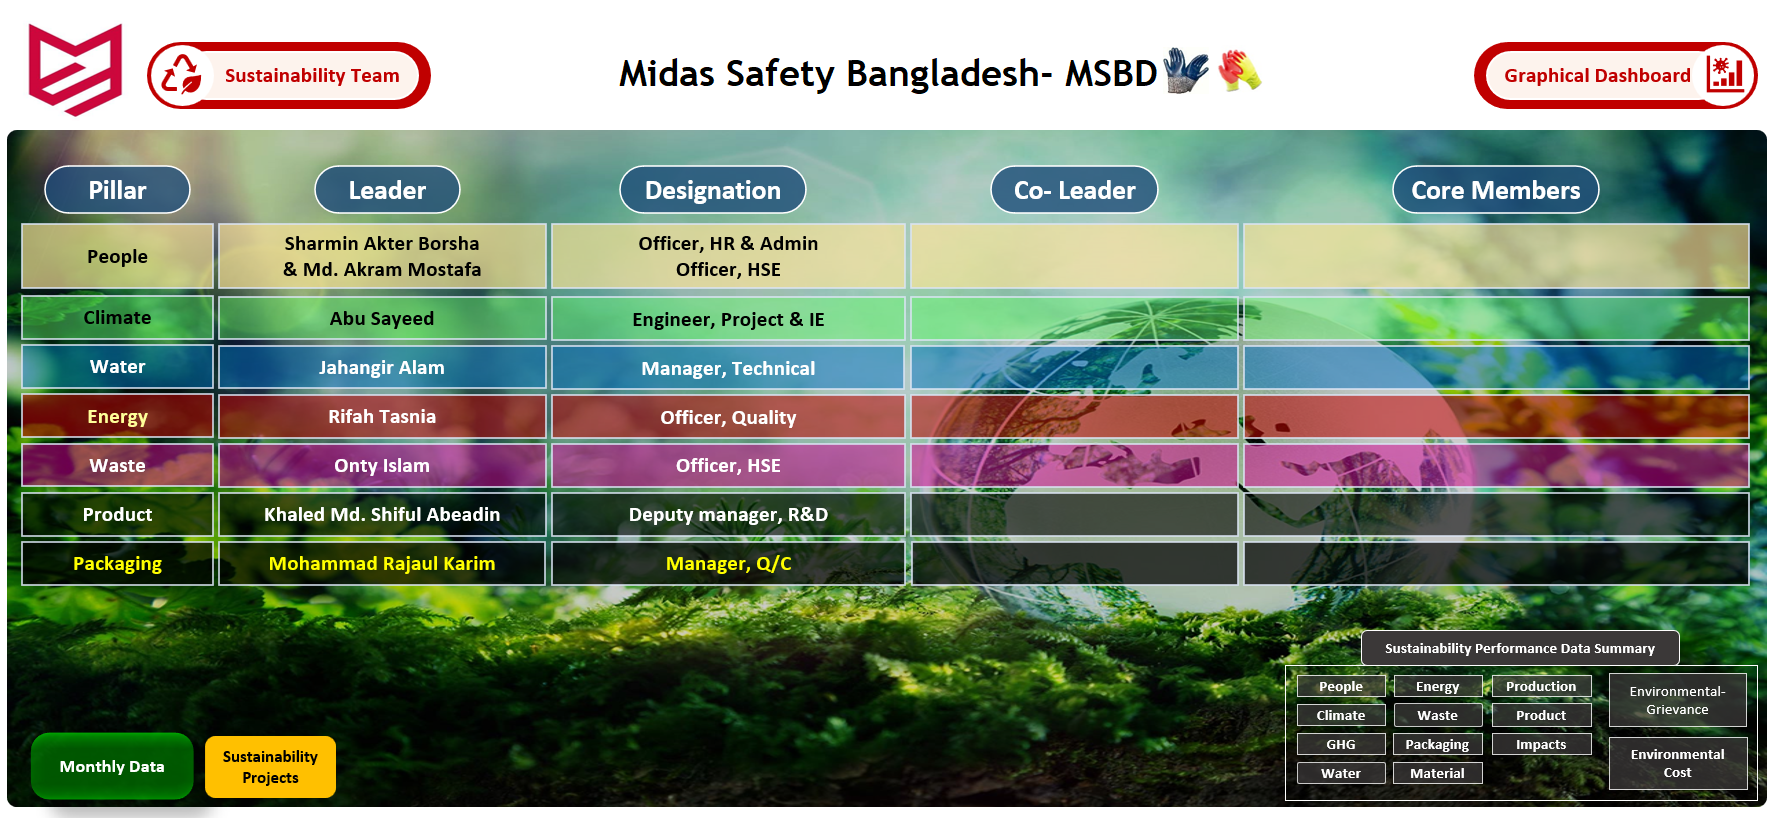 Sustainability Team
Midas Safety Bangladesh- MSBD
Graphical Dashboard
Pillar
Leader
Designation
Co- Leader
Core Members
People
Sharmin Akter Borsha
& Md. Akram Mostafa
Officer, HR & Admin
Officer, HSE
Climate
Abu Sayeed
Engineer, Project & IE
Water
Jahangir Alam
Manager, Technical
Energy
Rifah Tasnia
Officer, Quality
Waste
Onty Islam
Officer, HSE
Product
Khaled Md. Shiful Abeadin
Deputy manager, R&D
Packaging
Mohammad Rajaul Karim
Manager, Q/C
Monthly Data
Sustainability
Projects
Sustainability Performance Data Summary
People
Energy
Production
Climate
Waste
Product
GHG
Packaging
Impacts
Water
Material
Environmental-
Grievance
Environmental
Cost